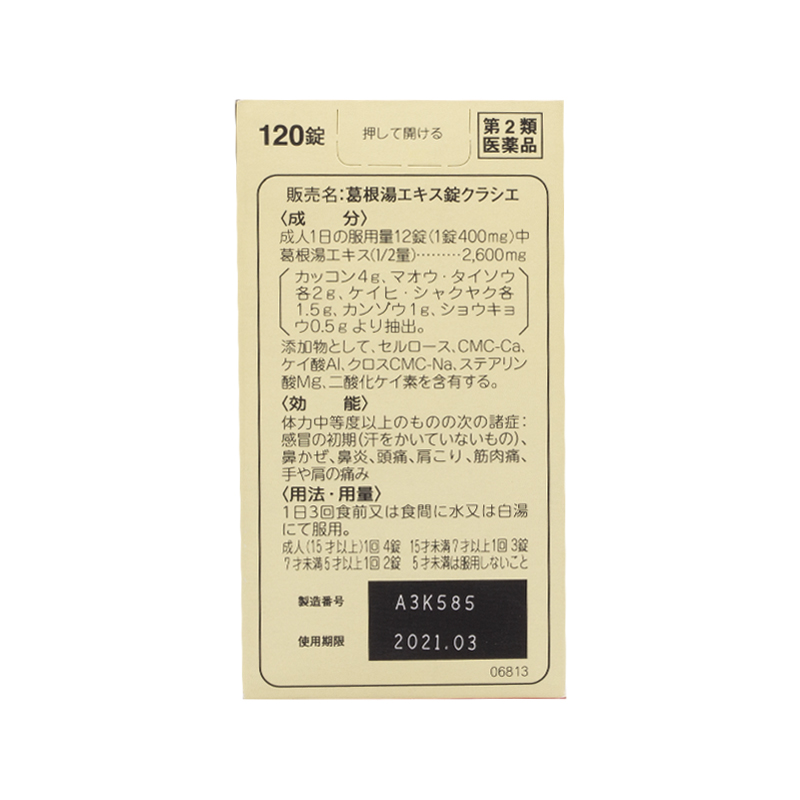 120錠
押して開ける
第2類
医薬品
販売名:葛根湯エキス錠クラシエ
〈成　分〉
成人1日の服用量12錠(1錠400mg)中
葛根湯エキス(1/2量)………2,600mg
カッコン4g、マオウ・タイソウ
各2g、ケイヒ・シャクヤク各
1.5g、カンゾウ1g、ショウキョ
ウ0.5gより抽出。
添加物として、セルロース、CMC-Ca、
ケイ酸Al、クロスCMC-Na、ステアリン
酸Mg、二酸化ケイ素を含有する。
〈効　能〉
体力中等度以上のものの次の諸症:
感冒の初期(汗をかいていないもの)、
鼻かぜ、鼻炎、頭痛、肩こり、筋肉痛、
手や肩の痛み
〈用法・用量〉
1日3回食前又は食間に水又は白湯
にて服用。
成人(15才以上)1回4錠　15才未満7才以上1回3錠
7才未満5才以上1回2錠　5才未満は服用しないこと
製造番号　A3K585
使用期限　2021.03
06813